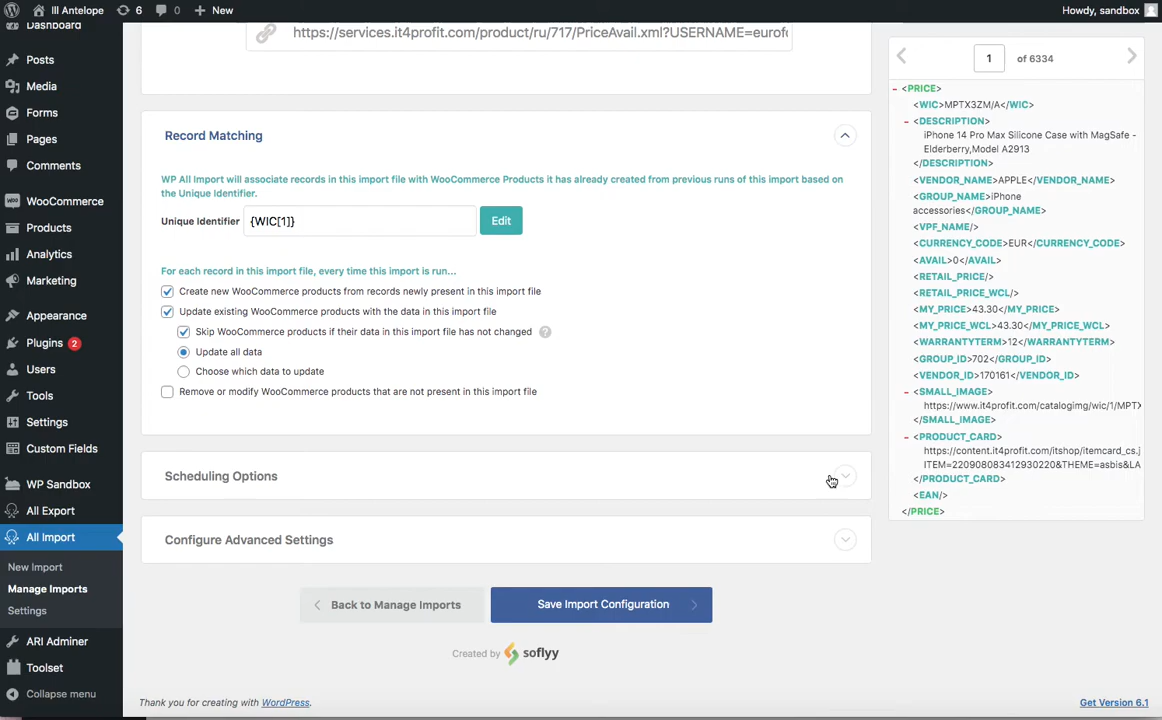 Ill Antelope
6
0
New
Howdy, sandbox
Dashboard
Posts
Media
Forms
Pages
Comments
WooCommerce
Products
Analytics
Marketing
Appearance
Plugins 2
Users
Tools
Settings
Custom Fields
WP Sandbox
All Export
All Import
New Import
Manage Imports
Settings
ARI Adminer
Toolset
Collapse menu
https://services.it4profit.com/product/ru/717/PriceAvail.xml?USERNAME=eurofo
Record Matching
WP All Import will associate records in this import file with WooCommerce Products it has already created from previous runs of this import based on
the Unique Identifier.
Unique Identifier
{WIC[1]}
Edit
For each record in this import file, every time this import is run...
Create new WooCommerce products from records newly present in this import file
Update existing WooCommerce products with the data in this import file
Skip WooCommerce products if their data in this import file has not changed ?
Update all data
Choose which data to update
Remove or modify WooCommerce products that are not present in this import file
Scheduling Options
Configure Advanced Settings
Back to Manage Imports
Save Import Configuration
Created by soflyy
Thank you for creating with WordPress.
Get Version 6.1
1 of 6334
<PRICE>
<WIC>MPTX3ZM/A</WIC>
<DESCRIPTION>
iPhone 14 Pro Max Silicone Case with MagSafe -
Elderberry,Model A2913
</DESCRIPTION>
<VENDOR_NAME>APPLE</VENDOR_NAME>
<GROUP_NAME>iPhone
accessories</GROUP_NAME>
<VPF_NAME/>
<CURRENCY_CODE>EUR</CURRENCY_CODE>
<AVAIL>0</AVAIL>
<RETAIL_PRICE/>
<RETAIL_PRICE_WCL/>
<MY_PRICE>43.30</MY_PRICE>
<MY_PRICE_WCL>43.30</MY_PRICE_WCL>
<WARRANTYTERM>12</WARRANTYTERM>
<GROUP_ID>702</GROUP_ID>
<VENDOR_ID>170161</VENDOR_ID>
<SMALL_IMAGE>
https://www.it4profit.com/catalogimg/wic/1/MPTX
</SMALL_IMAGE>
<PRODUCT_CARD>
https://content.it4profit.com/itshop/itemcard_cs.j
ITEM=220908083412930220&THEME=asbis&LA
</PRODUCT_CARD>
<EAN/>
</PRICE>